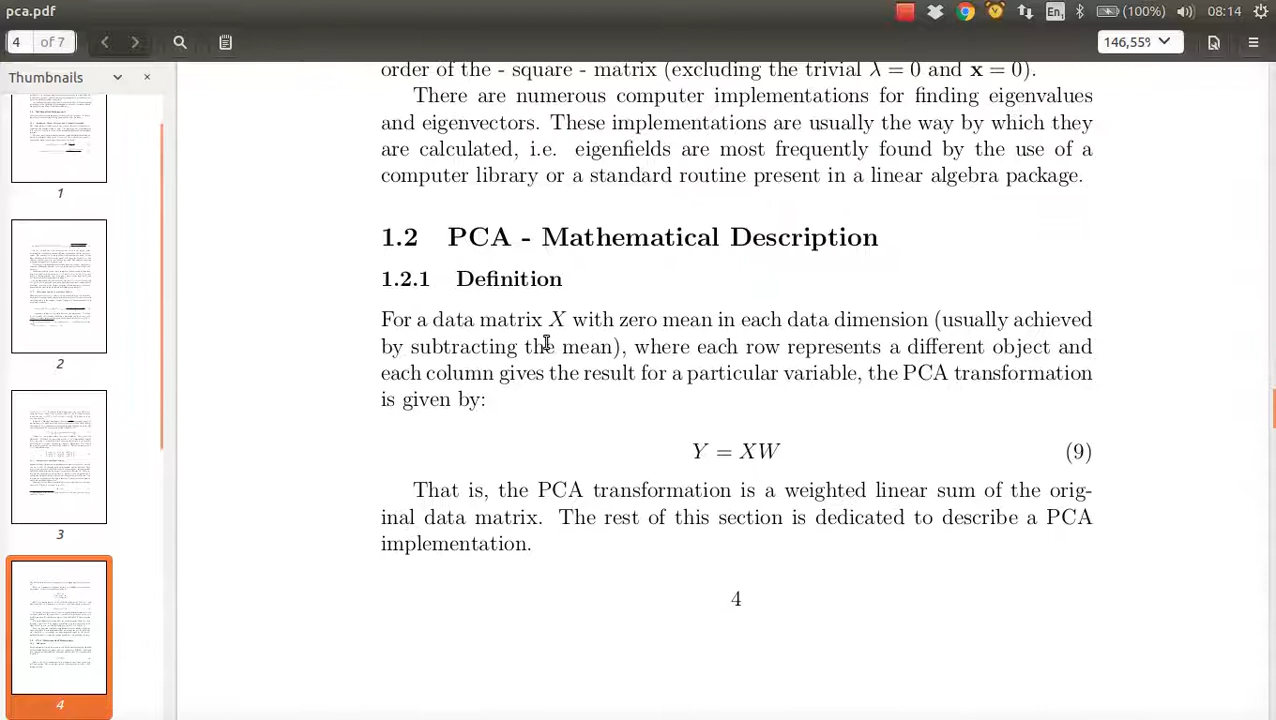 pca.pdf
En
(100%)
08:14
4 of 7
146,55%
Thumbnails
1
2
3
4
order of the - square - matrix (excluding the trivial λ = 0 and x = 0).
There are numerous computer implementations for finding eigenvalues
and eigenvectors. These implementations are usually the way by which they
are calculated, i.e. eigenfields are most frequently found by the use of a
computer library or a standard routine present in a linear algebra package.
1.2 PCA - Mathematical Description
1.2.1 Definition
For a data matrix X with zero mean in each data dimension (usually achieved
by subtracting the mean), where each row represents a different object and
each column gives the result for a particular variable, the PCA transformation
is given by:
Y = XW (9)
That is, the PCA transformation is a weighted linear sum of the orig-
inal data matrix. The rest of this section is dedicated to describe a PCA
implementation.
4